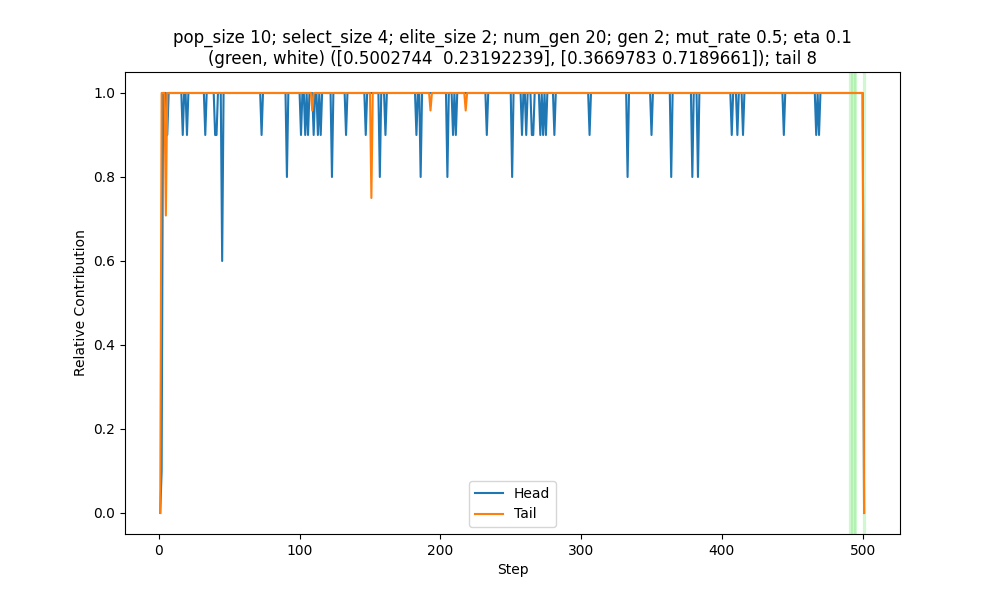 pop_size 10; select_size 4; elite_size 2; num_gen 20; gen 2; mut_rate 0.5; eta 0.1
(green, white) ([0.5002744  0.23192239], [0.3669783 0.7189661]); tail 8
1.0
0.8
0.6
0.4
0.2
0.0
Relative Contribution
Head
Tail
0
100
200
300
400
500
Step